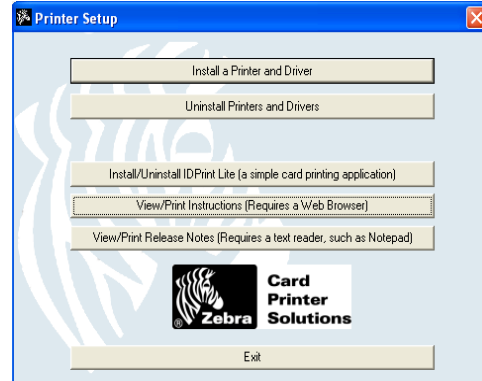 Printer Setup
Install a Printer and Driver
Uninstall Printers and Drivers
Install/Uninstall IDPrint Lite (a simple card printing application)
View/Print Instructions (Requires a Web Browser)
View/Print Release Notes (Requires a text reader, such as Notepad)
Card
Printer
Solutions
® Zebra
Exit